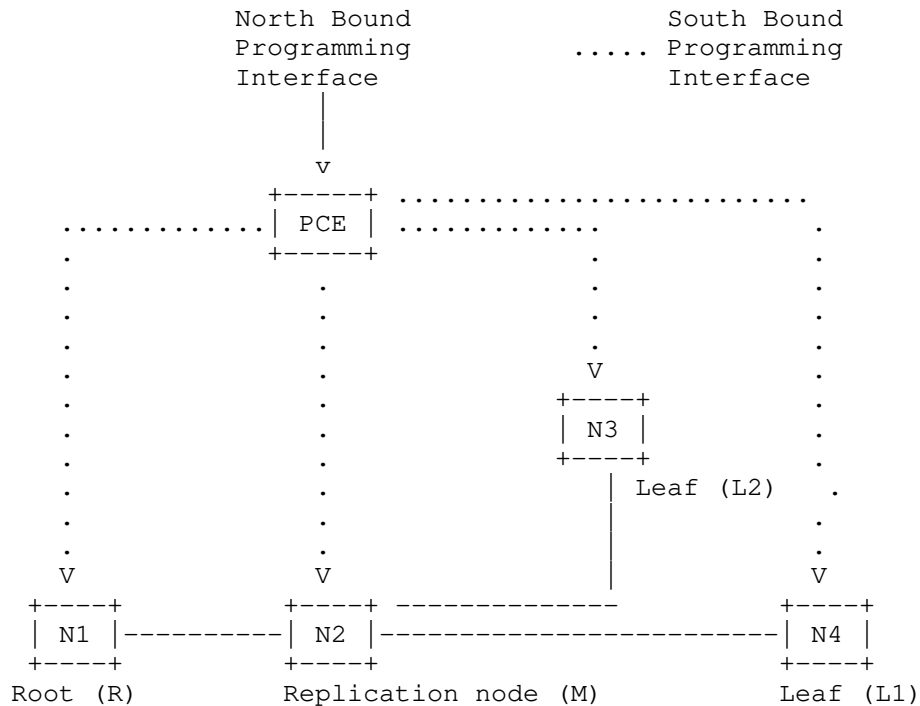 North Bound South Bound
Programming ..... Programming
Interface Interface
v
PCE
V
N3
Leaf (L2)
V V V
N1 N2 N4
Root (R) Replication node (M) Leaf (L1)